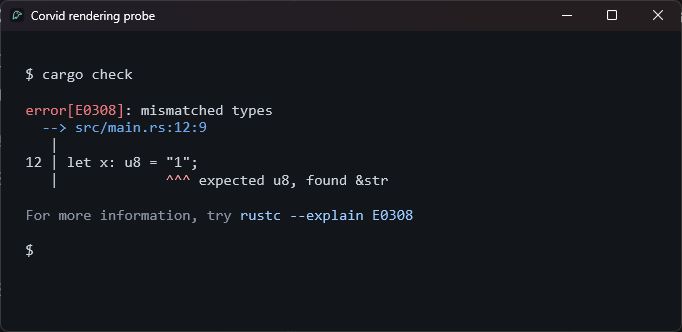 Corvid rendering probe
$ cargo check
error[E0308]: mismatched types
  --> src/main.rs:12:9
   |
12 | let x: u8 = "1";
   |             ^^^ expected u8, found &str
For more information, try rustc --explain E0308
$